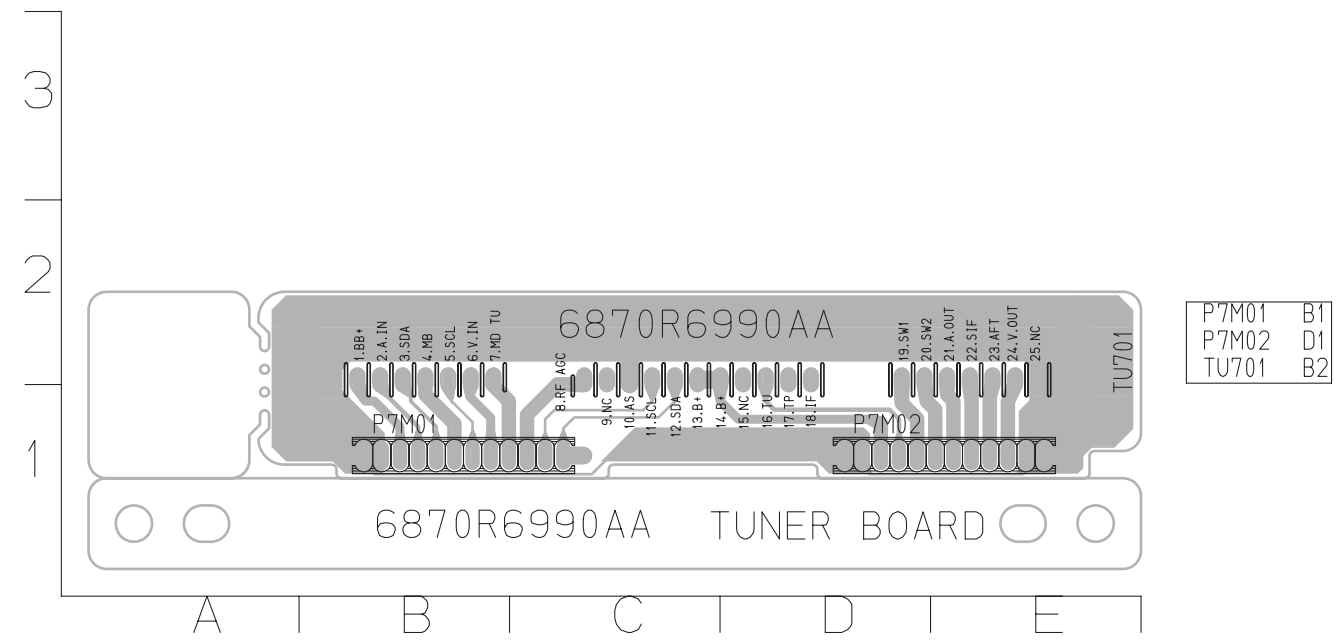 3
2
1
6870R6990AA
1.BB+
2.A.IN
3.SDA
4.MB
5.SCL
6.V.IN
7.MD TU
8.RF AGC
9.NC
10.AS
11.SCL
12.SDA
13.B+
14.B+
15.NC
16.TU
17.TP
18.IF
19.SW1
20.SW2
21.A.OUT
22.SIF
23.AFT
24.V.OUT
25.NC
TU701
P7M01
P7M02
6870R6990AA TUNER BOARD
A B C D E
P7M01 B1
P7M02 D1
TU701 B2